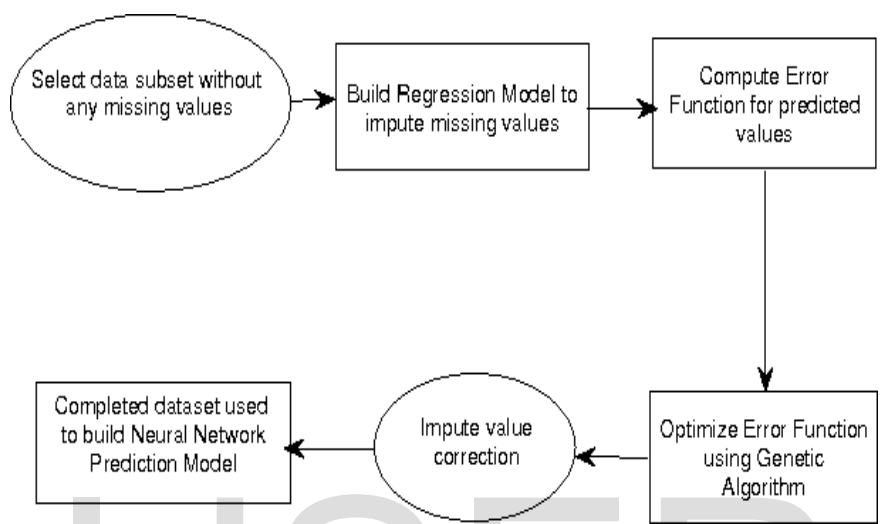 Select data subset without
any missing values
Build Regression Model to
impute missing values
Compute Error
Function for predicted
values
Optimize Error Function
using Genetic
Algorithm
Impute value
correction
Completed dataset used
to build Neural Network
Prediction Model